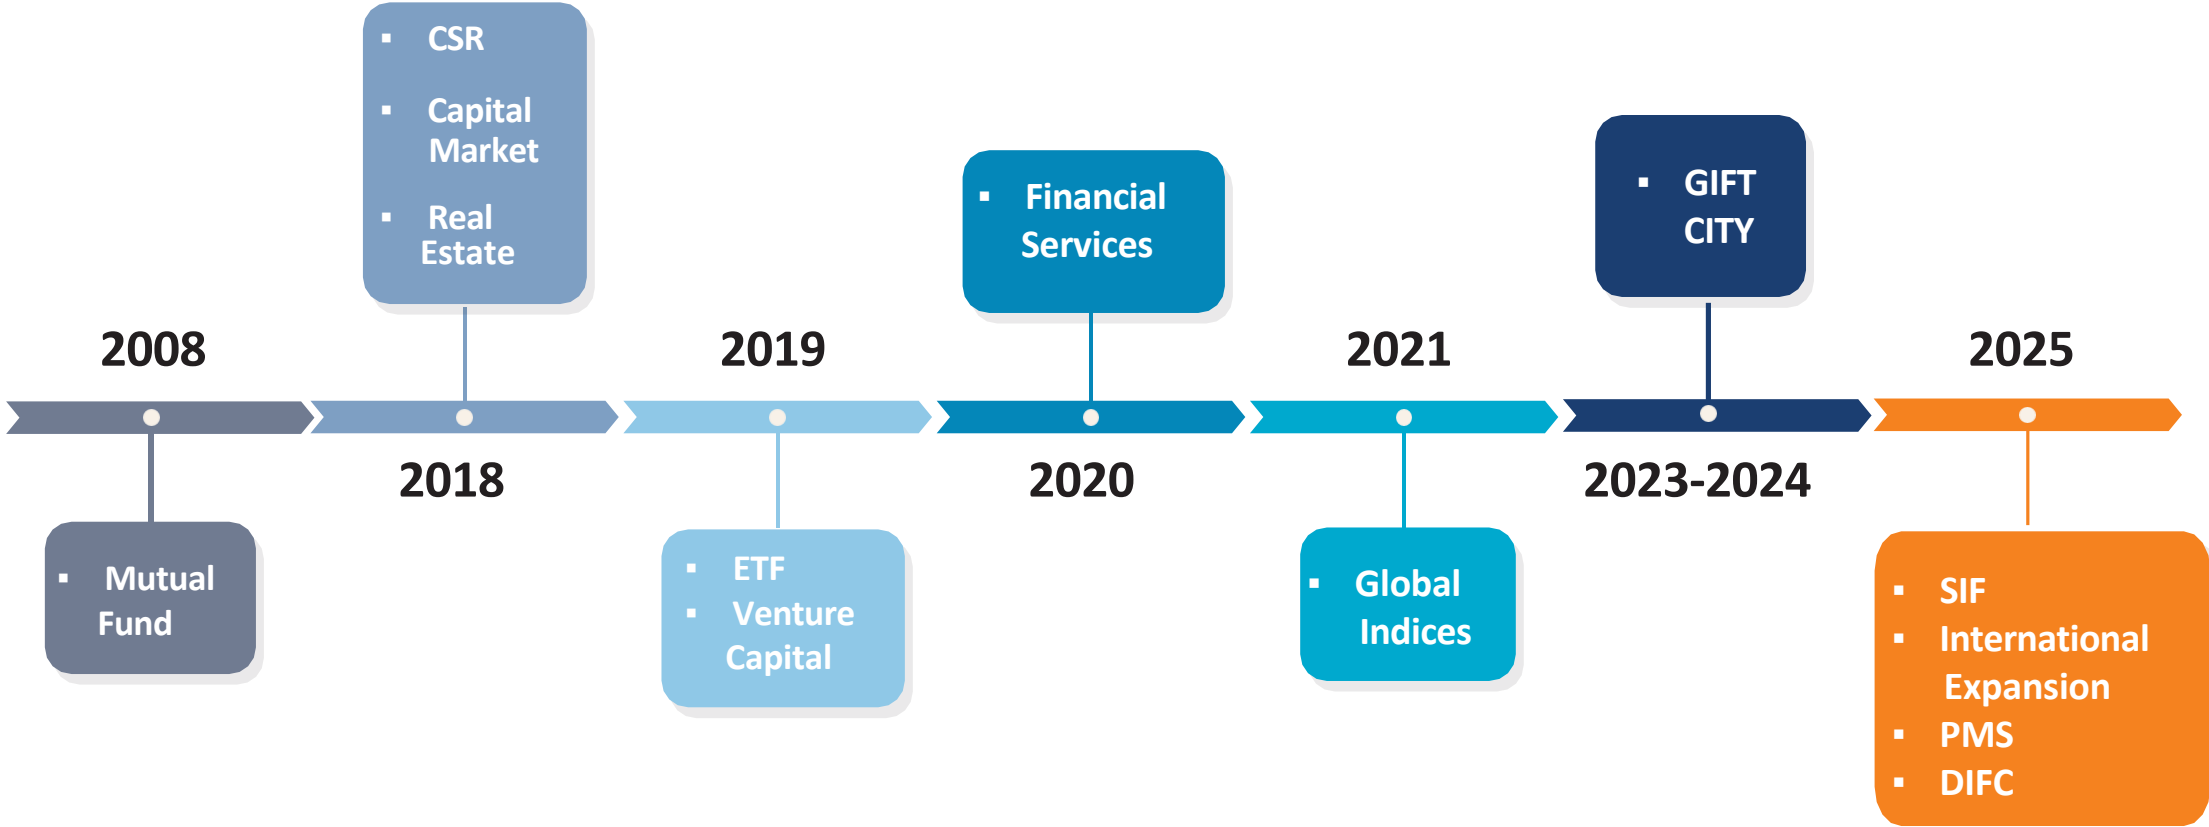 2008
▪ Mutual
Fund
▪ CSR
▪ Capital
Market
▪ Real
Estate
2018
2019
▪ ETF
▪ Venture
Capital
▪ Financial
Services
2020
2021
▪ Global
Indices
▪ GIFT
CITY
2023-2024
2025
▪ SIF
▪ International
Expansion
▪ PMS
▪ DIFC